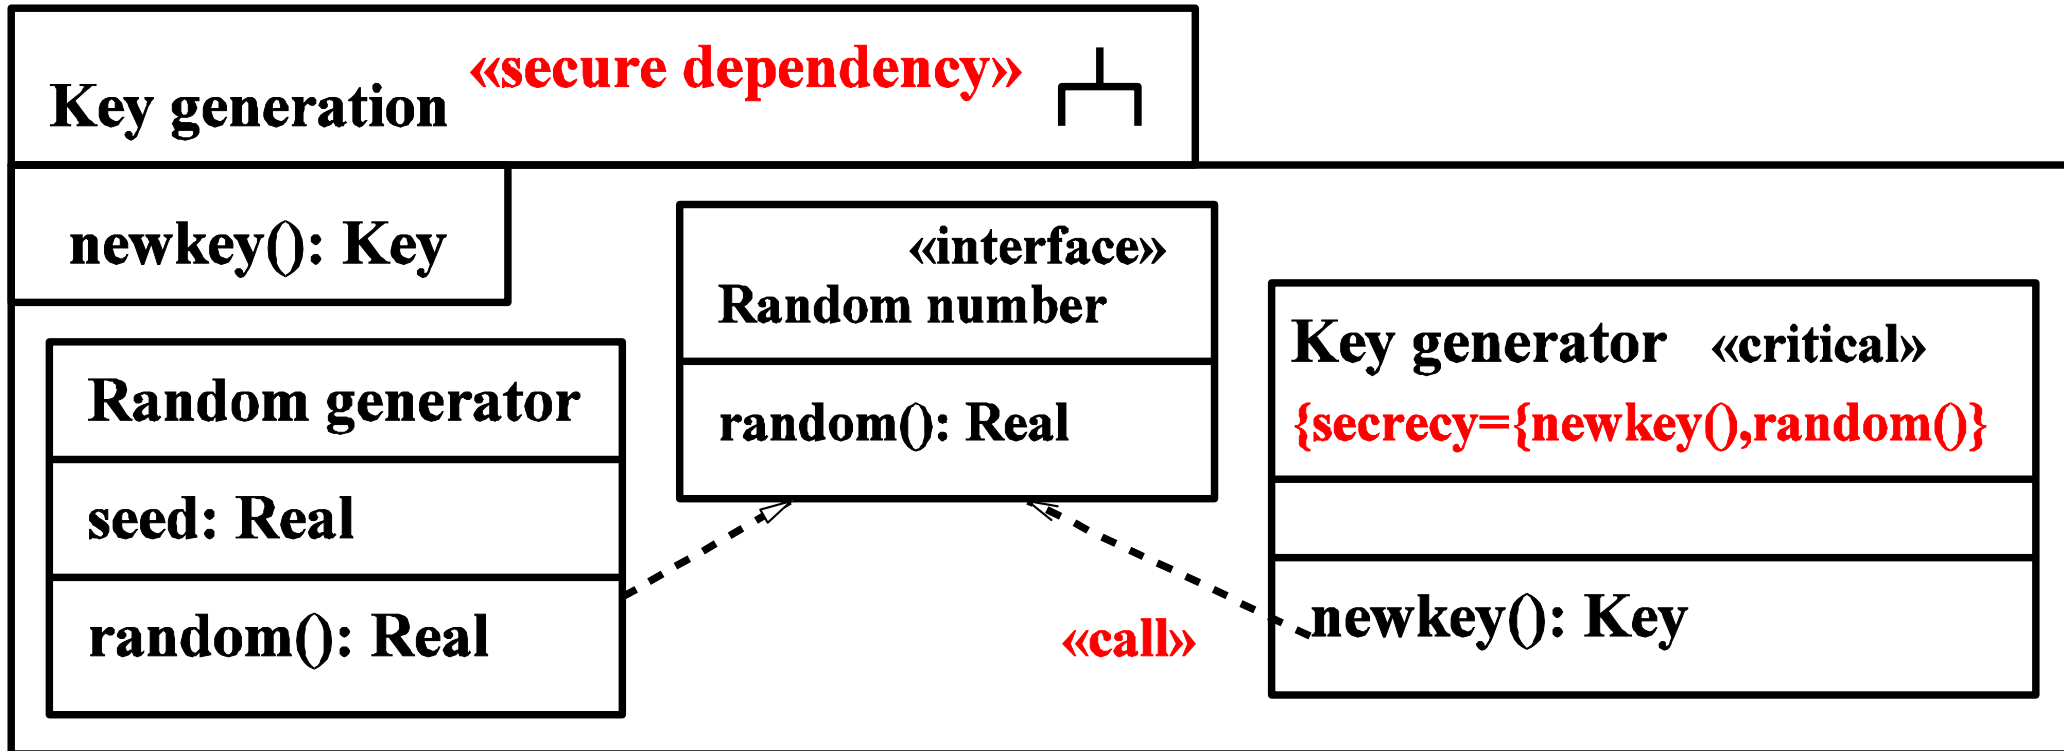 Key generation «secure dependency»
newkey(): Key
«interface»
Random number
random(): Real
Random generator
seed: Real
random(): Real
Key generator «critical»
{secrecy={newkey(),random()}
newkey(): Key
«call»